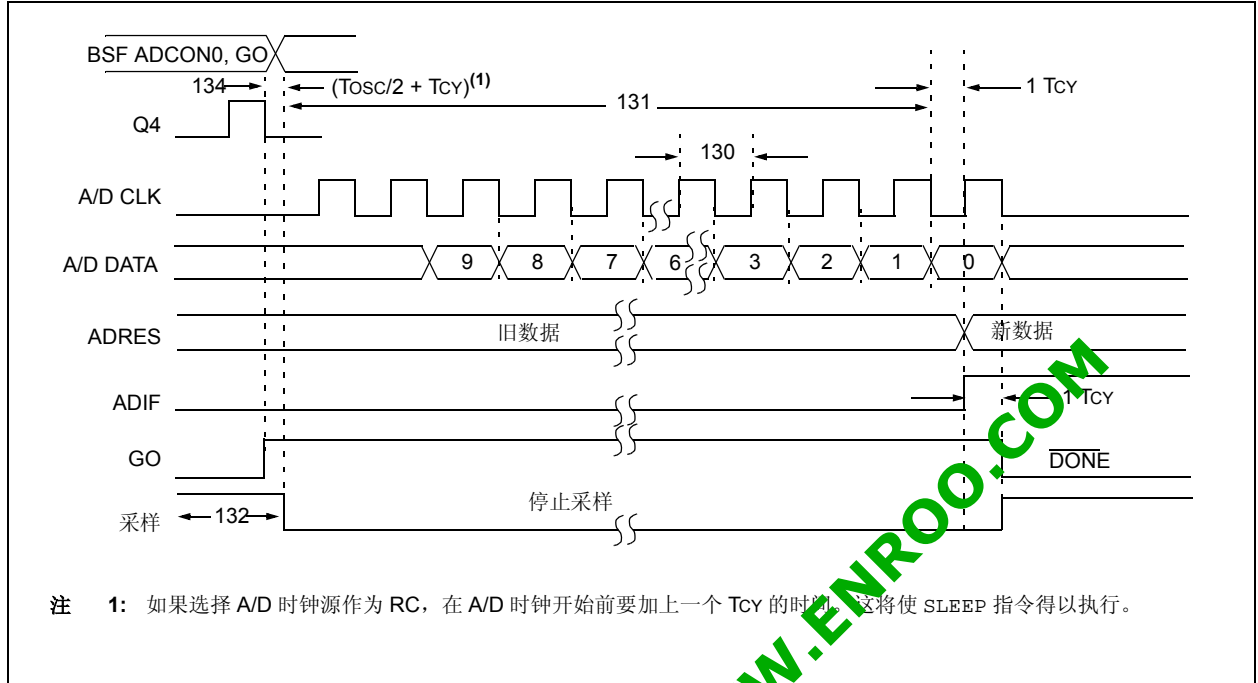 BSF ADCON0, GO
134 (TOSC/2 + TCY)(1) 1 TCY
131
Q4
130
A/D CLK
A/D DATA 9 8 7 6 3 2 1 0
ADRES 旧数据 新数据
ADIF 1 TCY
GO DONE
采样 132 停止采样
注 1: 如果选择 A/D 时钟源作为 RC，在 A/D 时钟开始前要加上一个 TCY 的时间。这将使 SLEEP 指令得以执行。
W.ENROO.COM